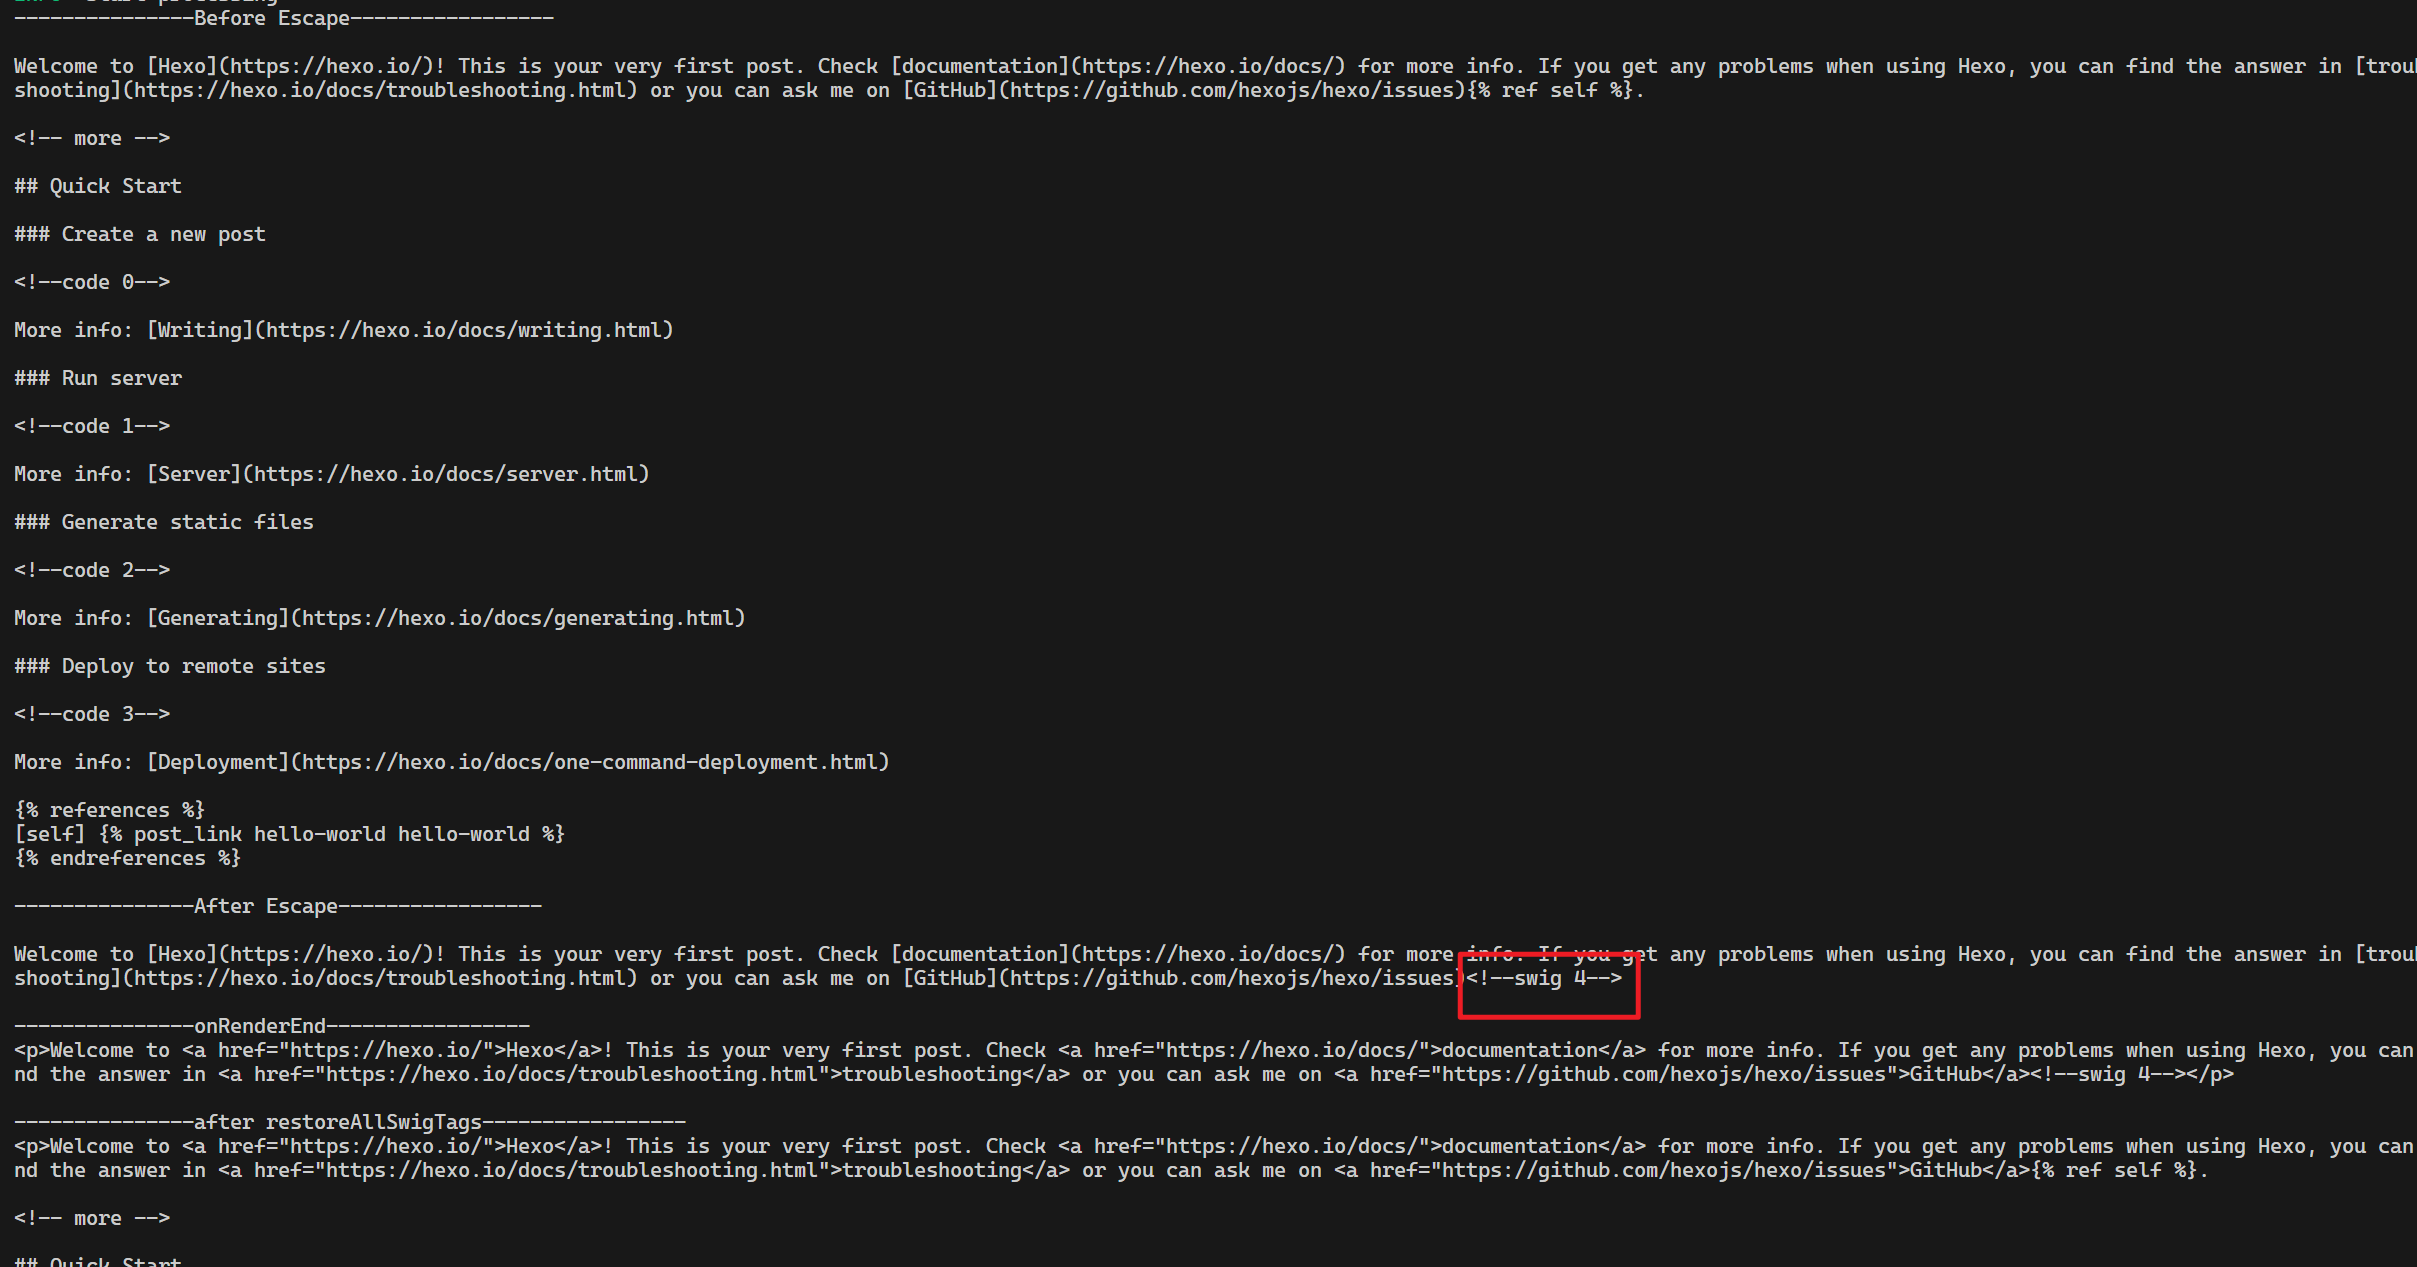 ---------------Before Escape-----------------
Welcome to [Hexo](https://hexo.io/)! This is your very first post. Check [documentation](https://hexo.io/docs/) for more info. If you get any problems when using Hexo, you can find the answer in [trou
shooting](https://hexo.io/docs/troubleshooting.html) or you can ask me on [GitHub](https://github.com/hexojs/hexo/issues){% ref self %}.
<!-- more -->
## Quick Start
### Create a new post
<!--code 0-->
More info: [Writing](https://hexo.io/docs/writing.html)
### Run server
<!--code 1-->
More info: [Server](https://hexo.io/docs/server.html)
### Generate static files
<!--code 2-->
More info: [Generating](https://hexo.io/docs/generating.html)
### Deploy to remote sites
<!--code 3-->
More info: [Deployment](https://hexo.io/docs/one-command-deployment.html)
{% references %}
[self] {% post_link hello-world hello-world %}
{% endreferences %}
---------------After Escape-----------------
Welcome to [Hexo](https://hexo.io/)! This is your very first post. Check [documentation](https://hexo.io/docs/) for more info. If you get any problems when using Hexo, you can find the answer in [trou
shooting](https://hexo.io/docs/troubleshooting.html) or you can ask me on [GitHub](https://github.com/hexojs/hexo/issues)<!--swig 4-->
---------------onRenderEnd-----------------
<p>Welcome to <a href="https://hexo.io/">Hexo</a>! This is your very first post. Check <a href="https://hexo.io/docs/">documentation</a> for more info. If you get any problems when using Hexo, you can
nd the answer in <a href="https://hexo.io/docs/troubleshooting.html">troubleshooting</a> or you can ask me on <a href="https://github.com/hexojs/hexo/issues">GitHub</a><!--swig 4--></p>
---------------after restoreAllSwigTags-----------------
<p>Welcome to <a href="https://hexo.io/">Hexo</a>! This is your very first post. Check <a href="https://hexo.io/docs/">documentation</a> for more info. If you get any problems when using Hexo, you can
nd the answer in <a href="https://hexo.io/docs/troubleshooting.html">troubleshooting</a> or you can ask me on <a href="https://github.com/hexojs/hexo/issues">GitHub</a>{% ref self %}.
<!-- more -->
## Quick Start